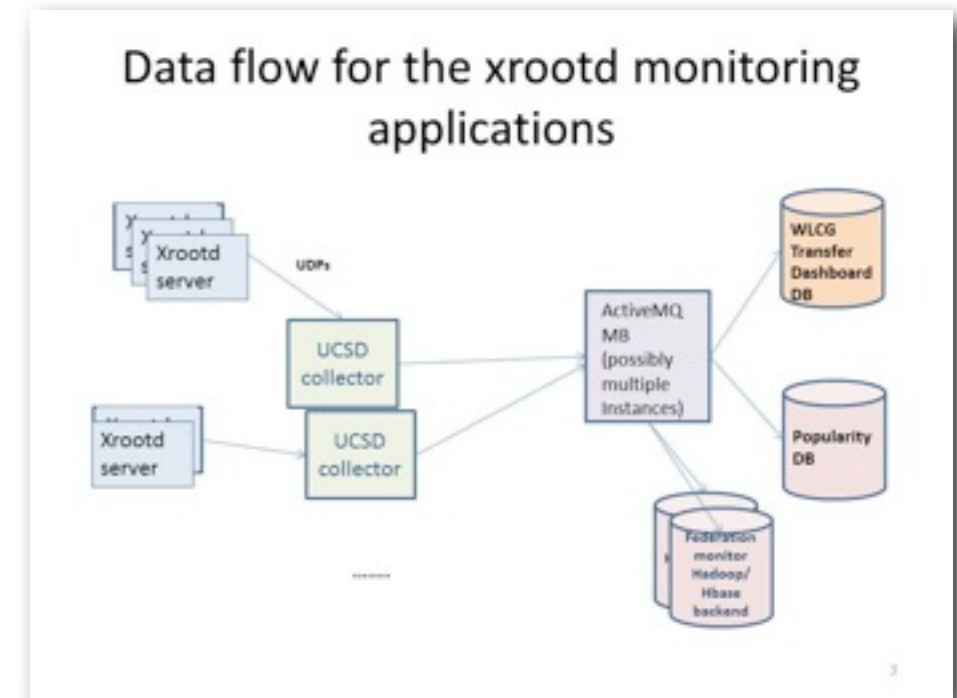 Data flow for the xrootd monitoring
applications
Xrootd
server
UDPs
UCSD
collector
Xrootd
server
UCSD
collector
ActiveMQ
MB
(possibly
multiple
Instances)
WLCG
Transfer
Dashboard
DB
Popularity
DB
Federation
monitor
Hadoop/
Hbase
backend
........
3